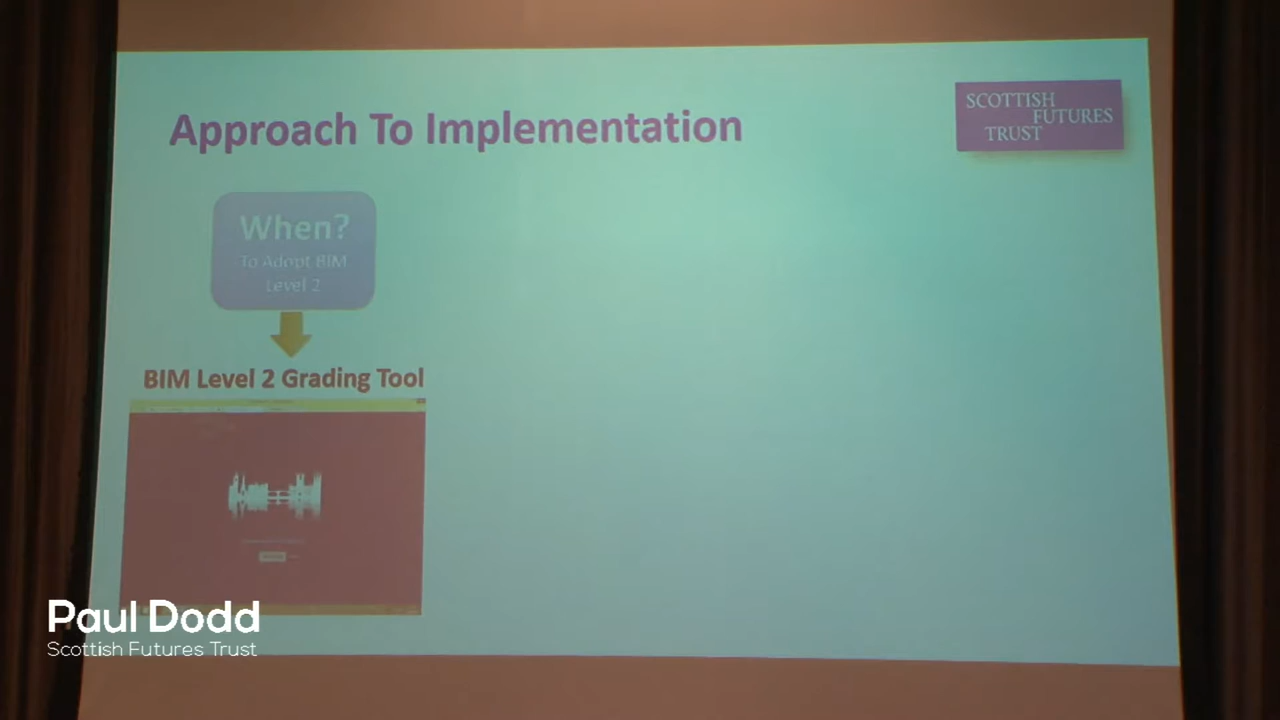 Approach To Implementation
SCOTTISH
FUTURES
TRUST
When?
To Adopt BIM
Level 2
BIM Level 2 Grading Tool
Paul Dodd
Scottish Futures Trust